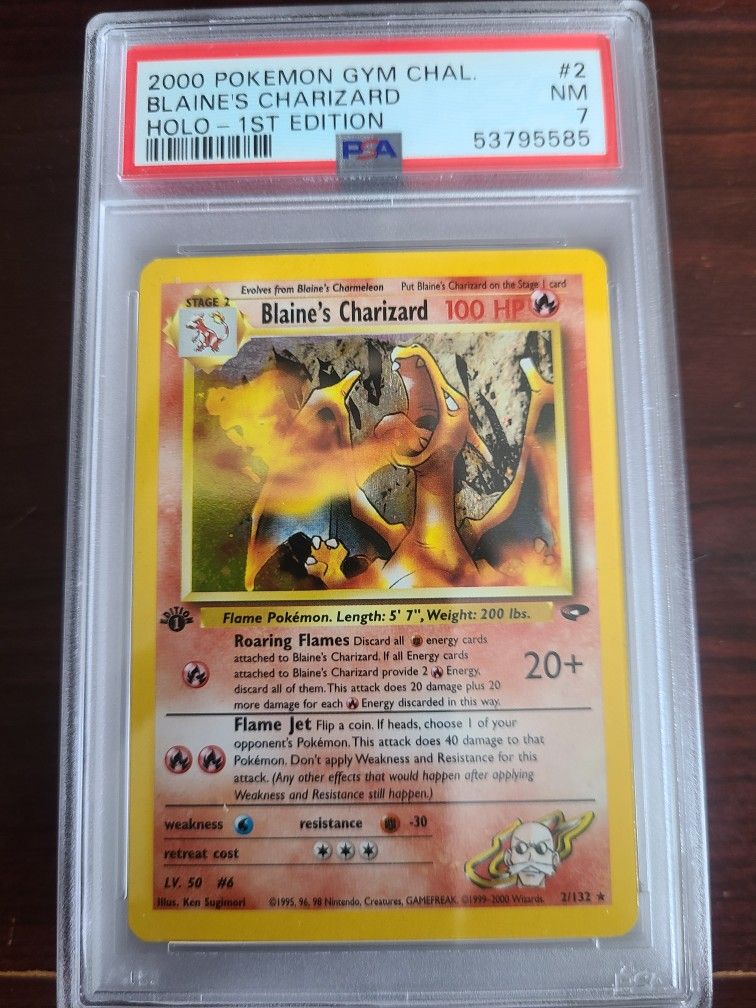 2000 POKEMON GYM CHAL. #2
BLAINE'S CHARIZARD NM
HOLO – 1ST EDITION 7
PSA 53795585
Evolves from Blaine's Charmeleon Put Blaine's Charizard on the Stage 1 card
STAGE 2
Blaine's Charizard 100 HP
EDITION
1
Flame Pokémon. Length: 5' 7", Weight: 200 lbs.
Roaring Flames Discard all energy cards
attached to Blaine's Charizard. If all Energy cards
attached to Blaine's Charizard provide 2 Energy,
discard all of them. This attack does 20 damage plus 20
more damage for each Energy discarded in this way.
20+
Flame Jet Flip a coin. If heads, choose 1 of your
opponent's Pokémon. This attack does 40 damage to that
Pokémon. Don't apply Weakness and Resistance for this
attack. (Any other effects that would happen after applying
Weakness and Resistance still happen.)
weakness resistance -30
retreat cost
LV. 50 #6
Illus. Ken Sugimori ©1995, 96, 98 Nintendo, Creatures, GAMEFREAK. ©1999-2000 Wizards. 2/132 ★